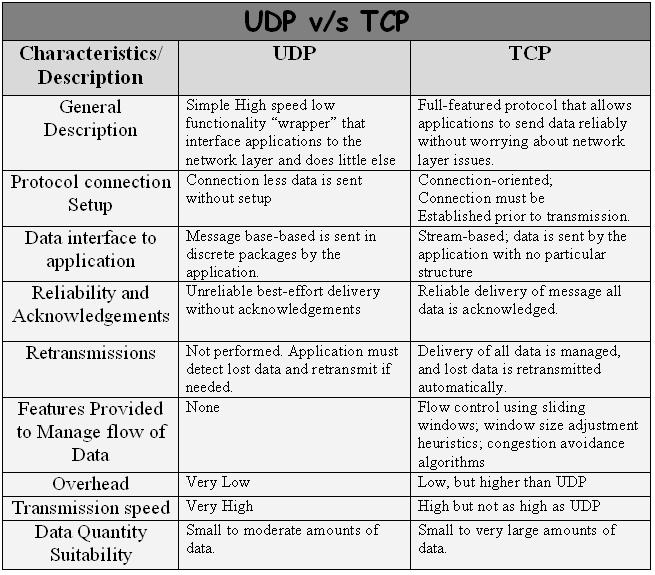 UDP v/s TCP
Characteristics/
Description
UDP
TCP
General
Description
Simple High speed low
functionality “wrapper” that
interface applications to the
network layer and does little else
Full-featured protocol that allows
applications to send data reliably
without worrying about network
layer issues.
Protocol connection
Setup
Connection less data is sent
without setup
Connection-oriented;
Connection must be
Established prior to transmission.
Data interface to
application
Message base-based is sent in
discrete packages by the
application.
Stream-based; data is sent by the
application with no particular
structure
Reliability and
Acknowledgements
Unreliable best-effort delivery
without acknowledgements
Reliable delivery of message all
data is acknowledged.
Retransmissions
Not performed. Application must
detect lost data and retransmit if
needed.
Delivery of all data is managed,
and lost data is retransmitted
automatically.
Features Provided
to Manage flow of
Data
None
Flow control using sliding
windows; window size adjustment
heuristics; congestion avoidance
algorithms
Overhead
Very Low
Low, but higher than UDP
Transmission speed
Very High
High but not as high as UDP
Data Quantity
Suitability
Small to moderate amounts of
data.
Small to very large amounts of
data.